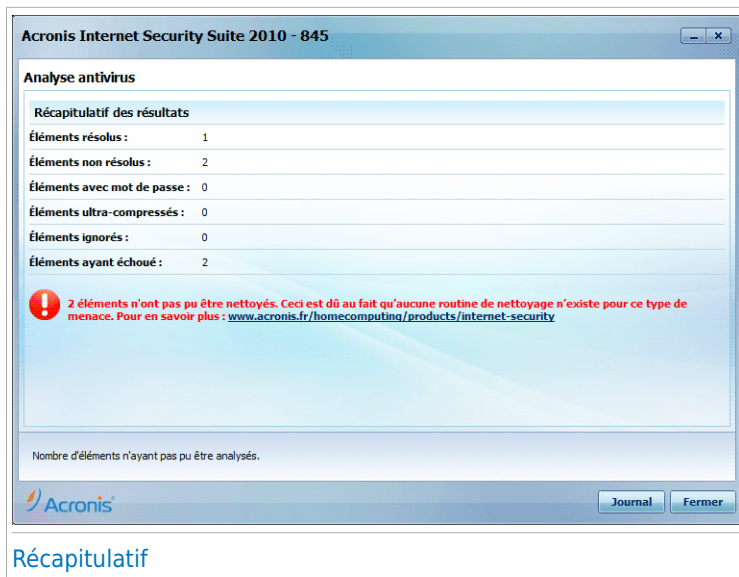 Acronis Internet Security Suite 2010 - 845
Analyse antivirus
Récapitulatif des résultats
Éléments résolus : 1
Éléments non résolus : 2
Éléments avec mot de passe : 0
Éléments ultra-compressés : 0
Éléments ignorés : 0
Éléments ayant échoué : 2
2 éléments n'ont pas pu être nettoyés. Ceci est dû au fait qu'aucune routine de nettoyage n'existe pour ce type de
menace. Pour en savoir plus : www.acronis.fr/homecomputing/products/internet-security
Nombre d'éléments n'ayant pas pu être analysés.
Acronis
Journal Fermer
Récapitulatif